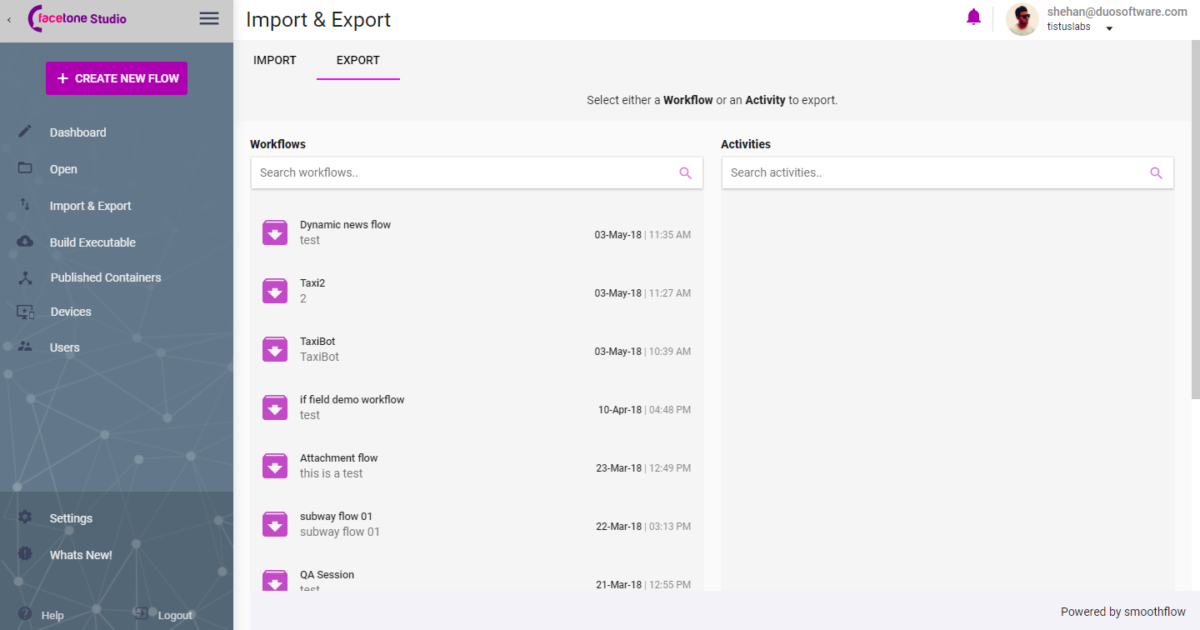 facetone Studio
Import & Export
shehan@duosoftware.com
tistuslabs
+ CREATE NEW FLOW
Dashboard
Open
Import & Export
Build Executable
Published Containers
Devices
Users
Settings
Whats New!
Help
Logout
IMPORT
EXPORT
Select either a Workflow or an Activity to export.
Workflows
Search workflows..
Dynamic news flow
test
03-May-18 | 11:35 AM
Taxi2
2
03-May-18 | 11:27 AM
TaxiBot
TaxiBot
03-May-18 | 10:39 AM
if field demo workflow
test
10-Apr-18 | 04:48 PM
Attachment flow
this is a test
23-Mar-18 | 12:49 PM
subway flow 01
subway flow 01
22-Mar-18 | 03:13 PM
QA Session
test
21-Mar-18 | 12:55 PM
Activities
Search activities..
Powered by smoothflow